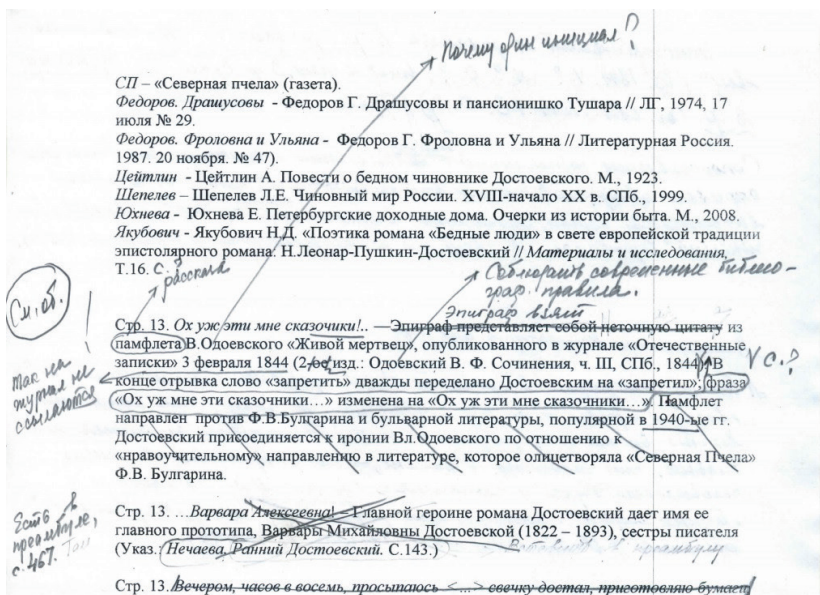 Почему один инициал?
СП – «Северная пчела» (газета).
Федоров. Драшусовы - Федоров Г. Драшусовы и пансионишко Тушара // ЛГ, 1974, 17
июля № 29.
Федоров. Фроловна и Ульяна - Федоров Г. Фроловна и Ульяна // Литературная Россия.
1987. 20 ноября. № 47).
Цейтлин - Цейтлин А. Повести о бедном чиновнике Достоевского. М., 1923.
Шепелев – Шепелев Л.Е. Чиновный мир России. XVIII-начало XX в. СПб., 1999.
Юхнева - Юхнева Е. Петербургские доходные дома. Очерки из истории быта. М., 2008.
Якубович - Якубович Н.Д. «Поэтика романа «Бедные люди» в свете европейской традиции
эпистолярного романа: Н.Леонар-Пушкин-Достоевский // Материалы и исследования,
Т.16. С.?
рассказа
Соблюдать современные библио-
граф. правила.
См. об.
!
Эпиграф взят
Стр. 13. Ох уж эти мне сказочики!.. —Эпиграф представляет собой неточную цитату из
памфлета В.Одоевского «Живой мертвец», опубликованного в журнале «Отечественные
записки» 3 февраля 1844 (2 изд.: Одоевский В. Ф. Сочинения, ч. III, СПб., 1844). В
С.?
конце отрывка слово «запретить» дважды переделано Достоевским на «запретил»; фраза
«Ох уж мне эти сказочники…» изменена на «Ох уж эти мне сказочники…». Памфлет
направлен против Ф.В.Булгарина и бульварной литературы, популярной в 1940-ые гг.
Достоевский присоединяется к иронии Вл.Одоевского по отношению к
«нравоучительному» направлению в литературе, которое олицетворяла «Северная Пчела»
Ф.В. Булгарина.
Так на
журнал не
ссылаются
Стр. 13. …Варвара Алексеевна! – Главной героине романа Достоевский дает имя ее
главного прототипа, Варвары Михайловны Достоевской (1822 – 1893), сестры писателя
(Указ.: Нечаева, Ранний Достоевский. С.143.)
в преамбулу
Есть в
преамбуле,
с. 467.
Стр. 13. Вечером, часов в восемь, просыпаюсь <…> свечку достал, приготовляю бумаги